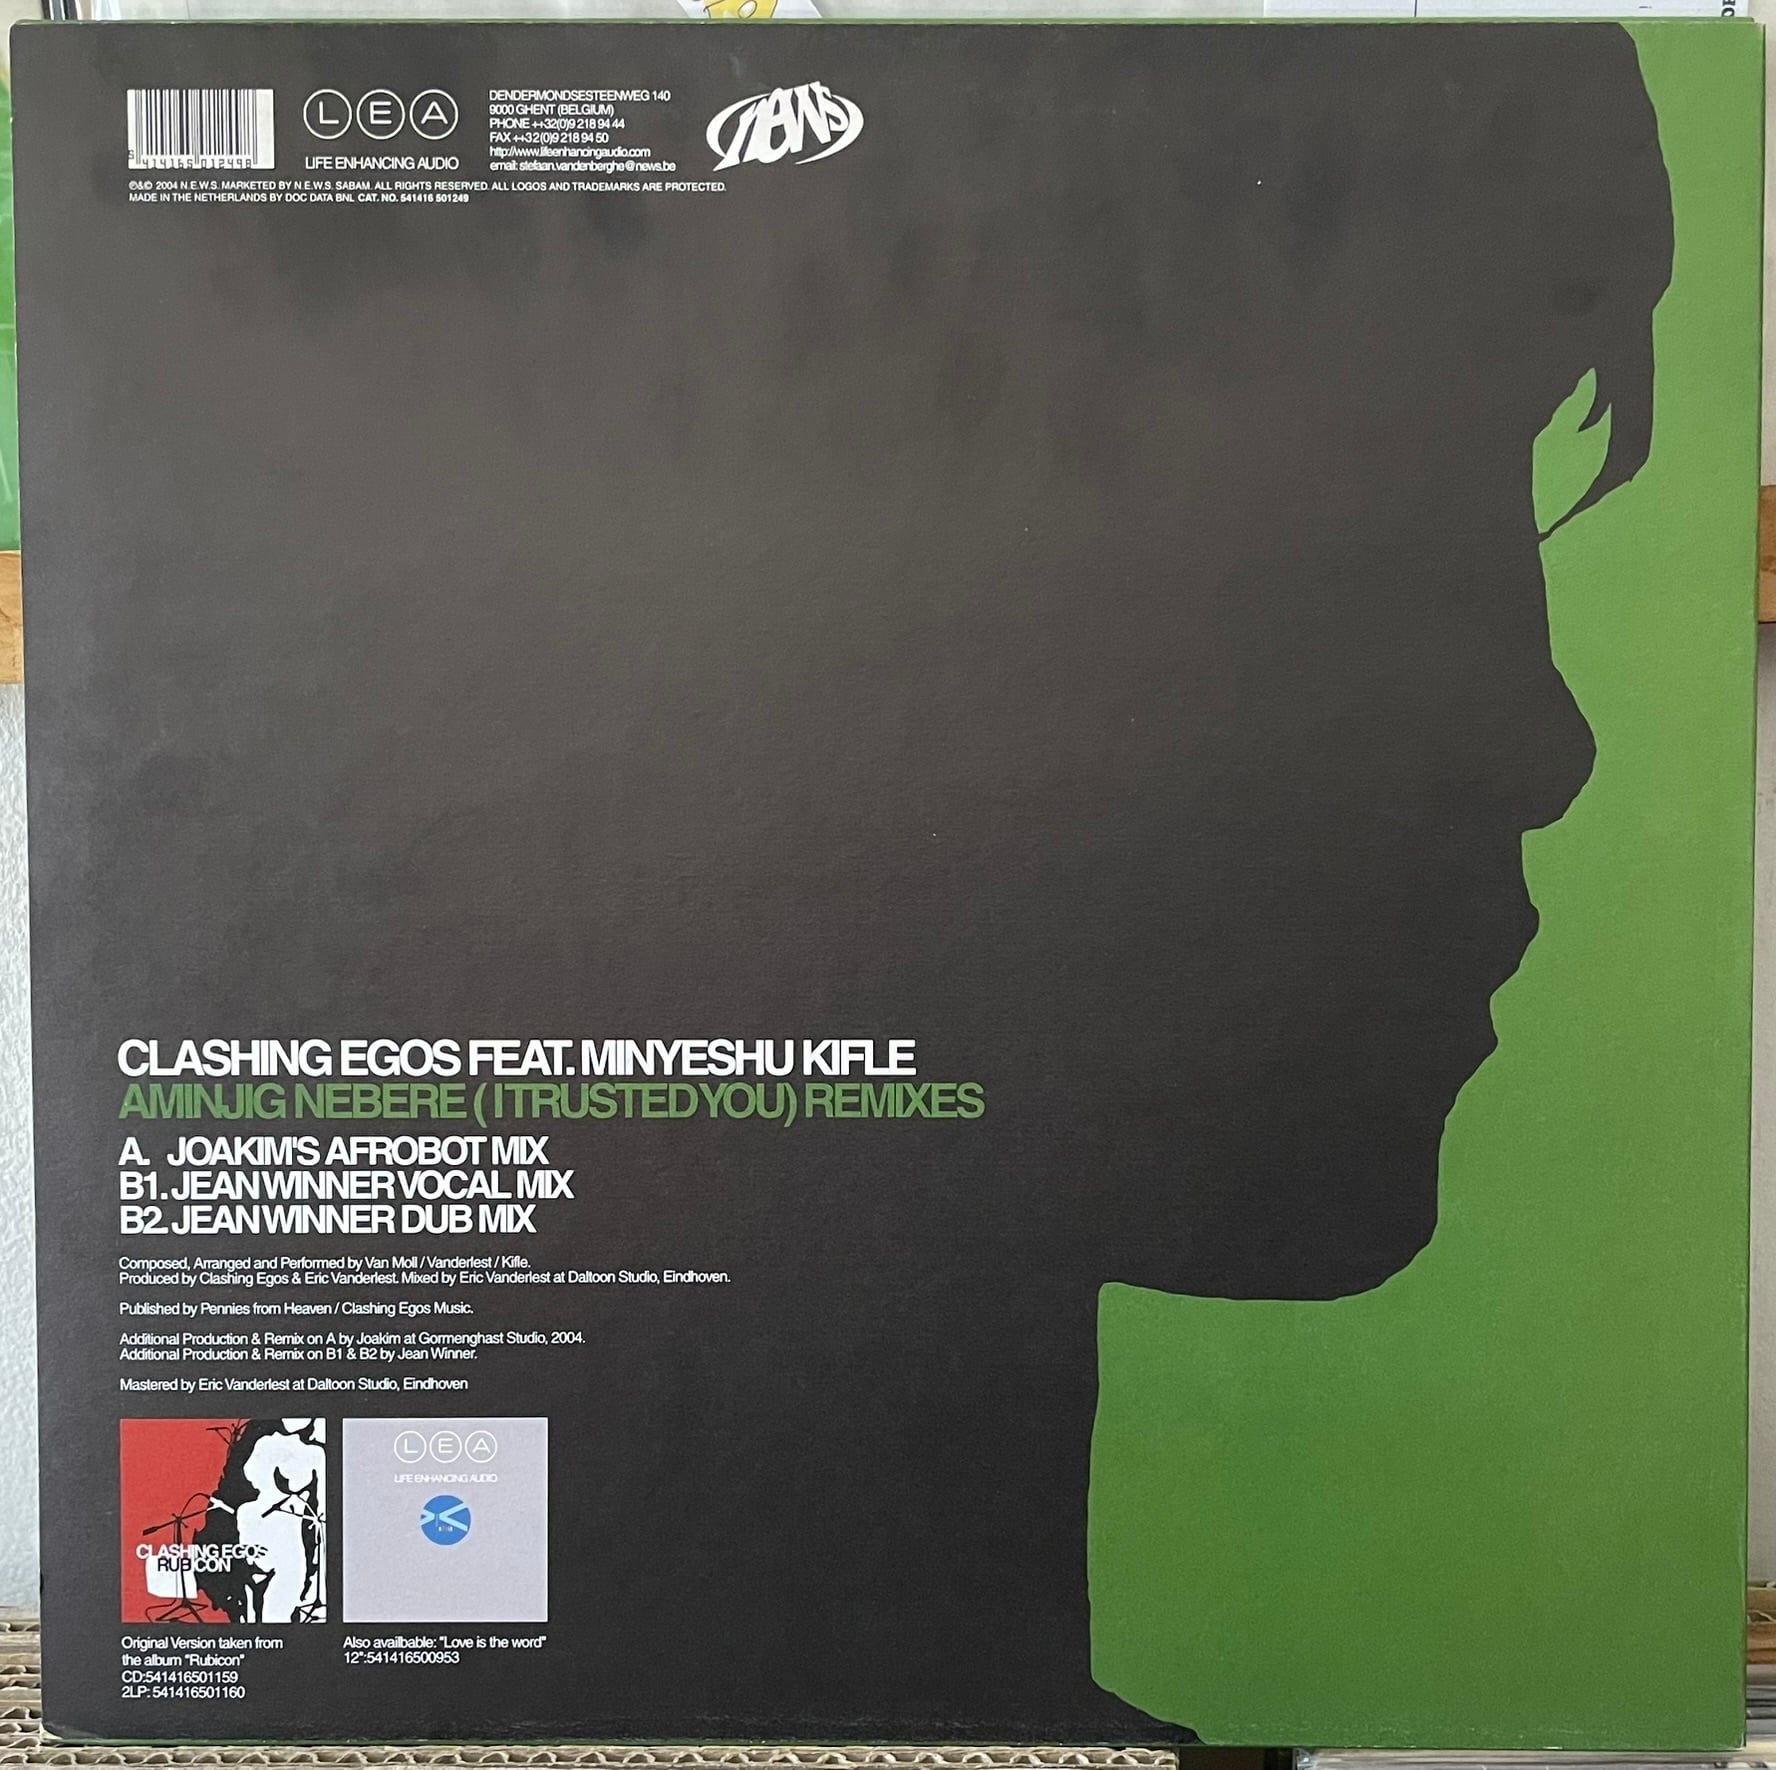 5 414165 012498
LEA
LIFE ENHANCING AUDIO
DENDERMONDSESTEENWEG 140
9000 GHENT (BELGIUM)
PHONE ++32(0)9 218 94 44
FAX ++32(0)9 218 94 50
http://www.lifeenhancingaudio.com
email: stefaan.vandenberghe@news.be
news
℗&© 2004 N.E.W.S. MARKETED BY N.E.W.S. SABAM. ALL RIGHTS RESERVED. ALL LOGOS AND TRADEMARKS ARE PROTECTED.
MADE IN THE NETHERLANDS BY DOC DATA BNL CAT. NO. 541416 501249
CLASHING EGOS FEAT. MINYESHU KIFLE
AMINJIG NEBERE ( I TRUSTED YOU) REMIXES
A. JOAKIM'S AFROBOT MIX
B1. JEAN WINNER VOCAL MIX
B2. JEAN WINNER DUB MIX
Composed, Arranged and Performed by Van Moll / Vanderlest / Kifle.
Produced by Clashing Egos & Eric Vanderlest. Mixed by Eric Vanderlest at Daltoon Studio, Eindhoven.
Published by Pennies from Heaven / Clashing Egos Music.
Additional Production & Remix on A by Joakim at Gormenghast Studio, 2004.
Additional Production & Remix on B1 & B2 by Jean Winner.
Mastered by Eric Vanderlest at Daltoon Studio, Eindhoven
CLASHING EGOS
RUBICON
LEA
LIFE ENHANCING AUDIO
Original Version taken from
the album "Rubicon"
CD:541416501159
2LP: 541416501160
Also availbable: "Love is the word"
12":541416500953